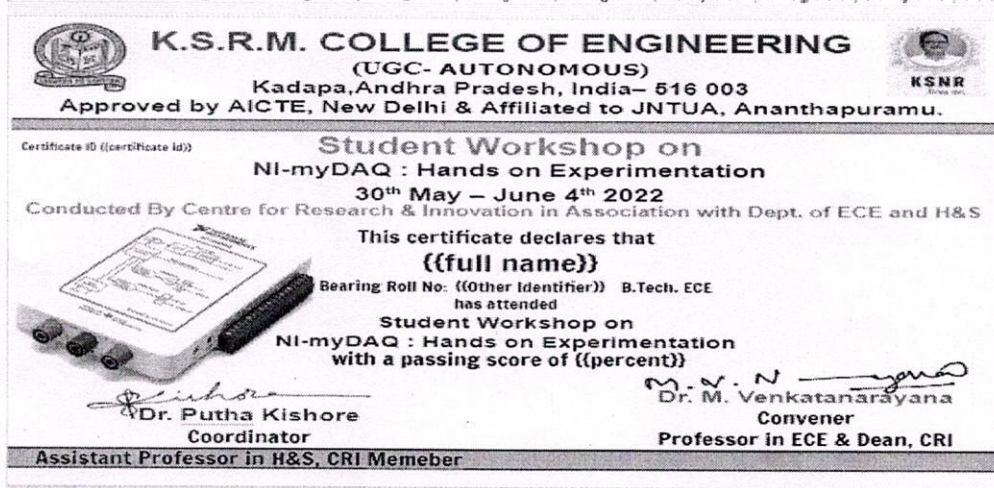 K.S.R.M. COLLEGE OF ENGINEERING
(UGC- AUTONOMOUS)
Kadapa,Andhra Pradesh, India– 516 003
Approved by AICTE, New Delhi & Affiliated to JNTUA, Ananthapuramu.
KSNR
Certificate ID {{certificate id}}
Student Workshop on
NI-myDAQ : Hands on Experimentation
30th May – June 4th 2022
Conducted By Centre for Research & Innovation in Association with Dept. of ECE and H&S
This certificate declares that
{{full name}}
Bearing Roll No: {{Other Identifier}} B.Tech. ECE
has attended
Student Workshop on
NI-myDAQ : Hands on Experimentation
with a passing score of {{percent}}
Kishore
M. V. N
Dr. Putha Kishore
Coordinator
Assistant Professor in H&S, CRI Memeber
Dr. M. Venkatanarayana
Convener
Professor in ECE & Dean, CRI